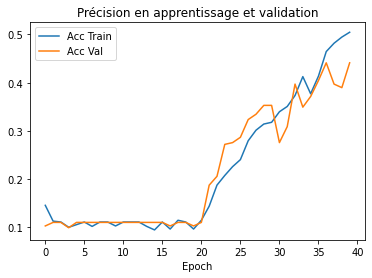 Précision en apprentissage et validation
Acc Train
Acc Val
0.5
0.4
0.3
0.2
0.1
0 5 10 15 20 25 30 35 40
Epoch